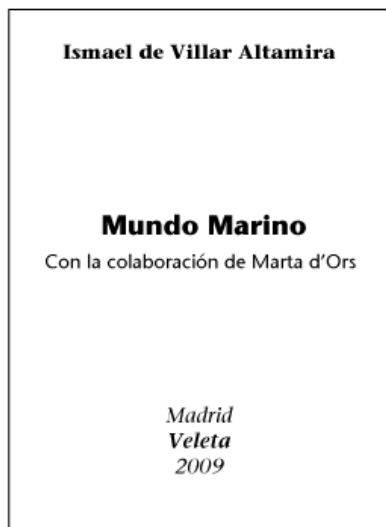 Ismael de Villar Altamira
Mundo Marino
Con la colaboración de Marta d’Ors
Madrid
Veleta
2009